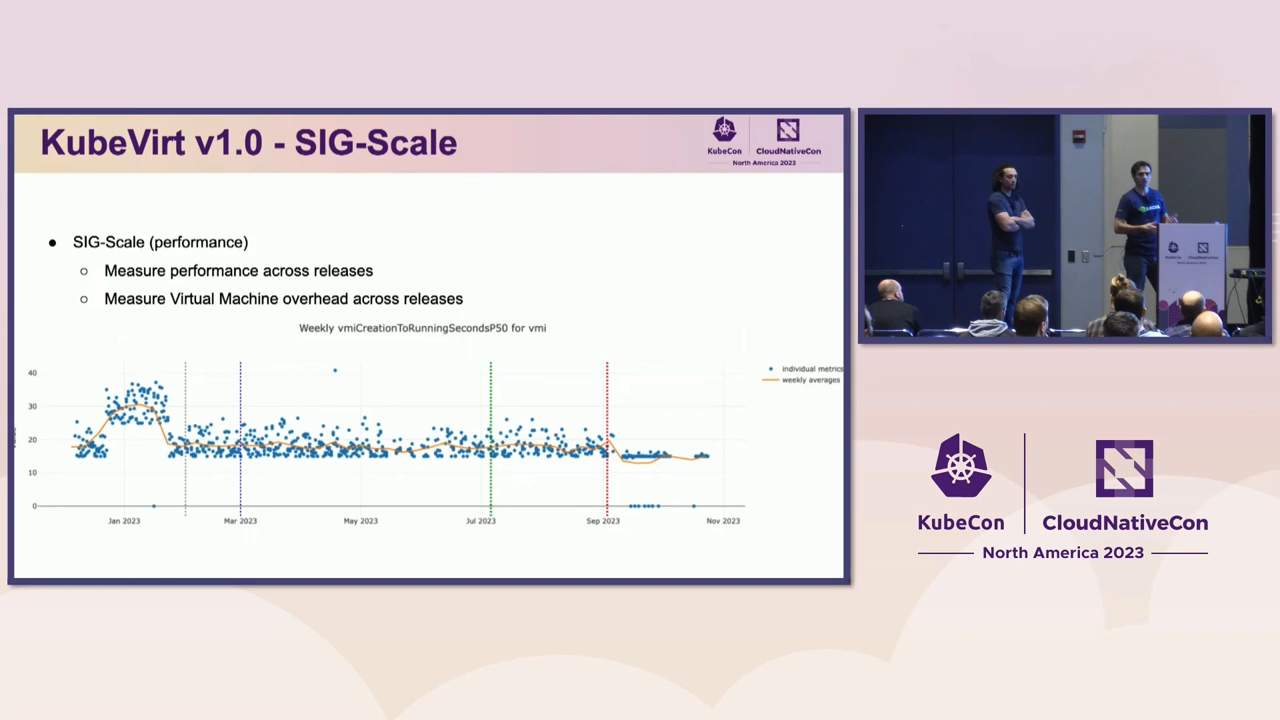 KubeVirt v1.0 - SIG-Scale
KubeCon
CloudNativeCon
North America 2023
SIG-Scale (performance)
Measure performance across releases
Measure Virtual Machine overhead across releases
Weekly vmiCreationToRunningSecondsP50 for vmi
individual metrics
weekly averages
40
30
20
10
0
Jan 2023
Mar 2023
May 2023
Jul 2023
Sep 2023
Nov 2023
KubeCon
CloudNativeCon
KubeCon
CloudNativeCon
North America 2023